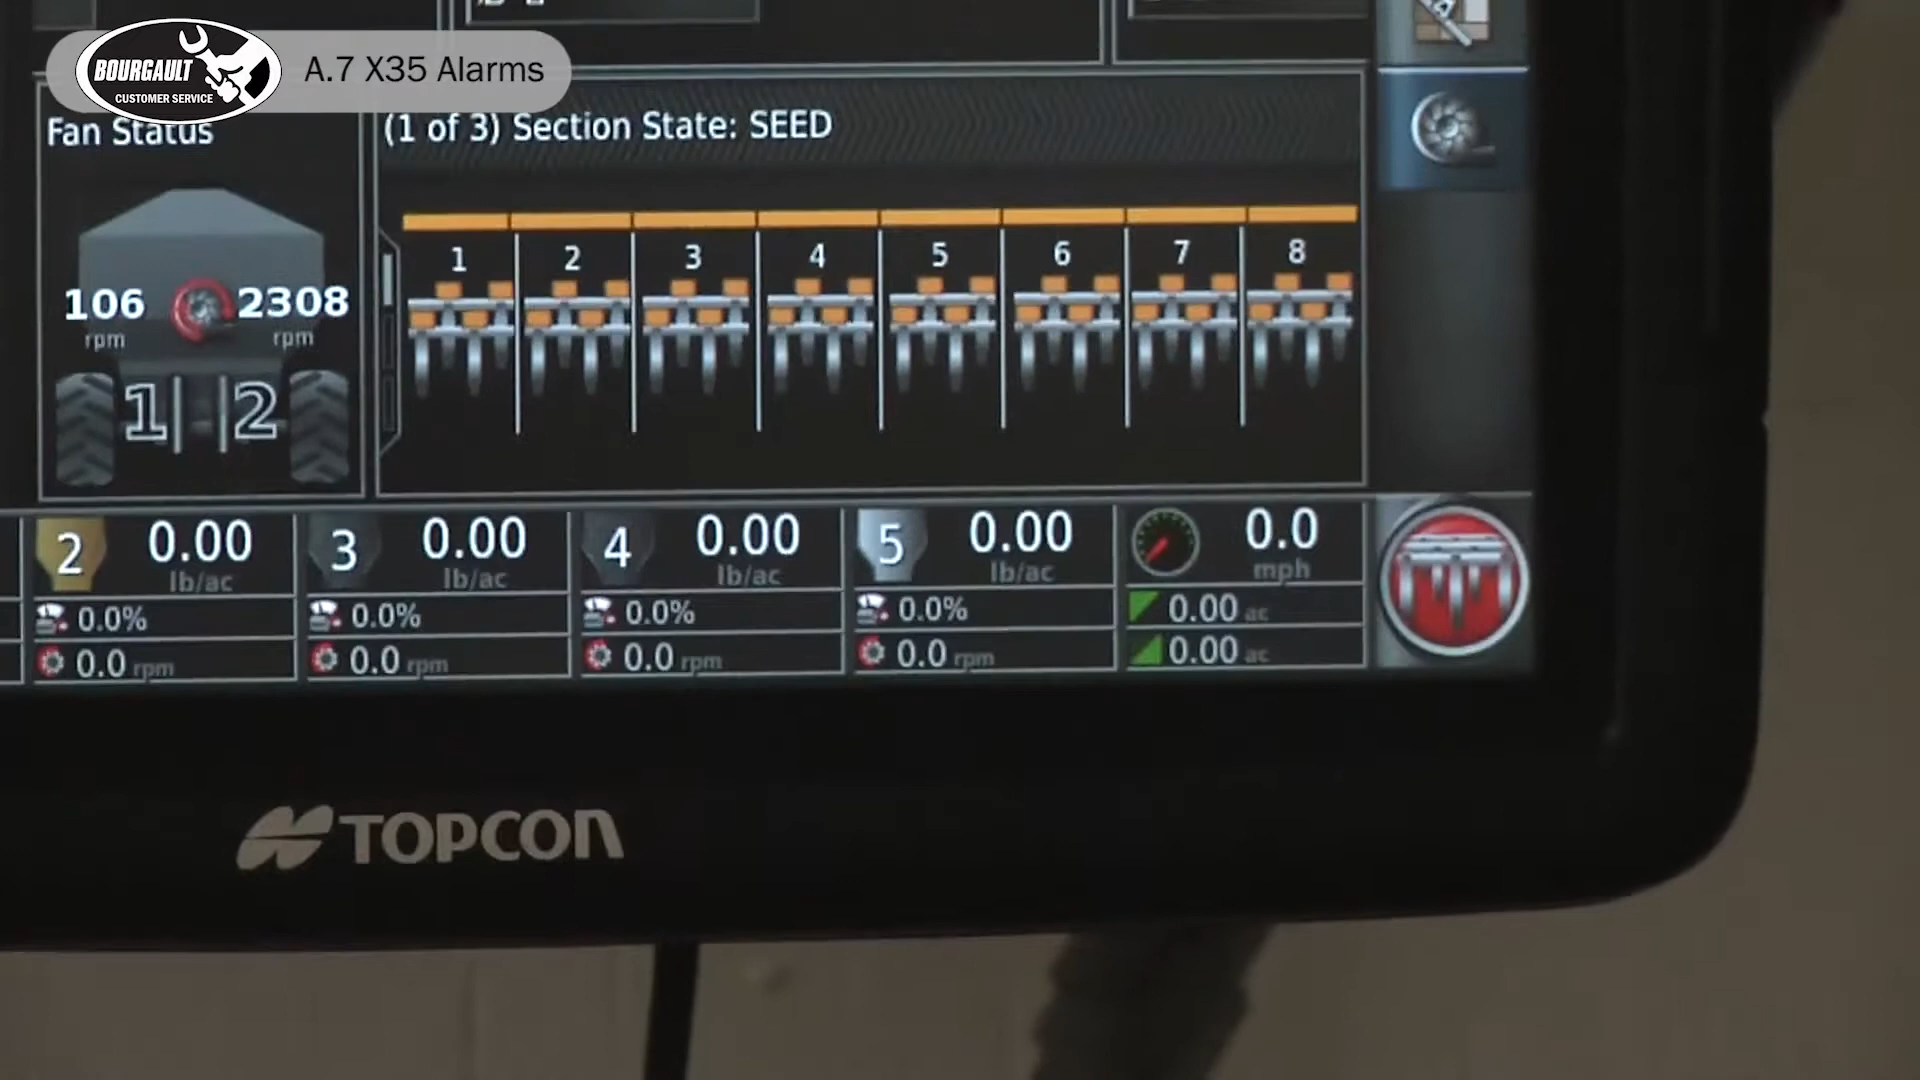 BOURGAULT
CUSTOMER SERVICE
A.7 X35 Alarms
Fan Status
106
rpm
2308
rpm
1
2
(1 of 3) Section State: SEED
1 2 3 4 5 6 7 8
2 0.00
lb/ac
0.0%
0.0 rpm
3 0.00
lb/ac
0.0%
0.0 rpm
4 0.00
lb/ac
0.0%
0.0 rpm
5 0.00
lb/ac
0.0%
0.0 rpm
0.0
mph
0.00 ac
0.00 ac
TOPCON